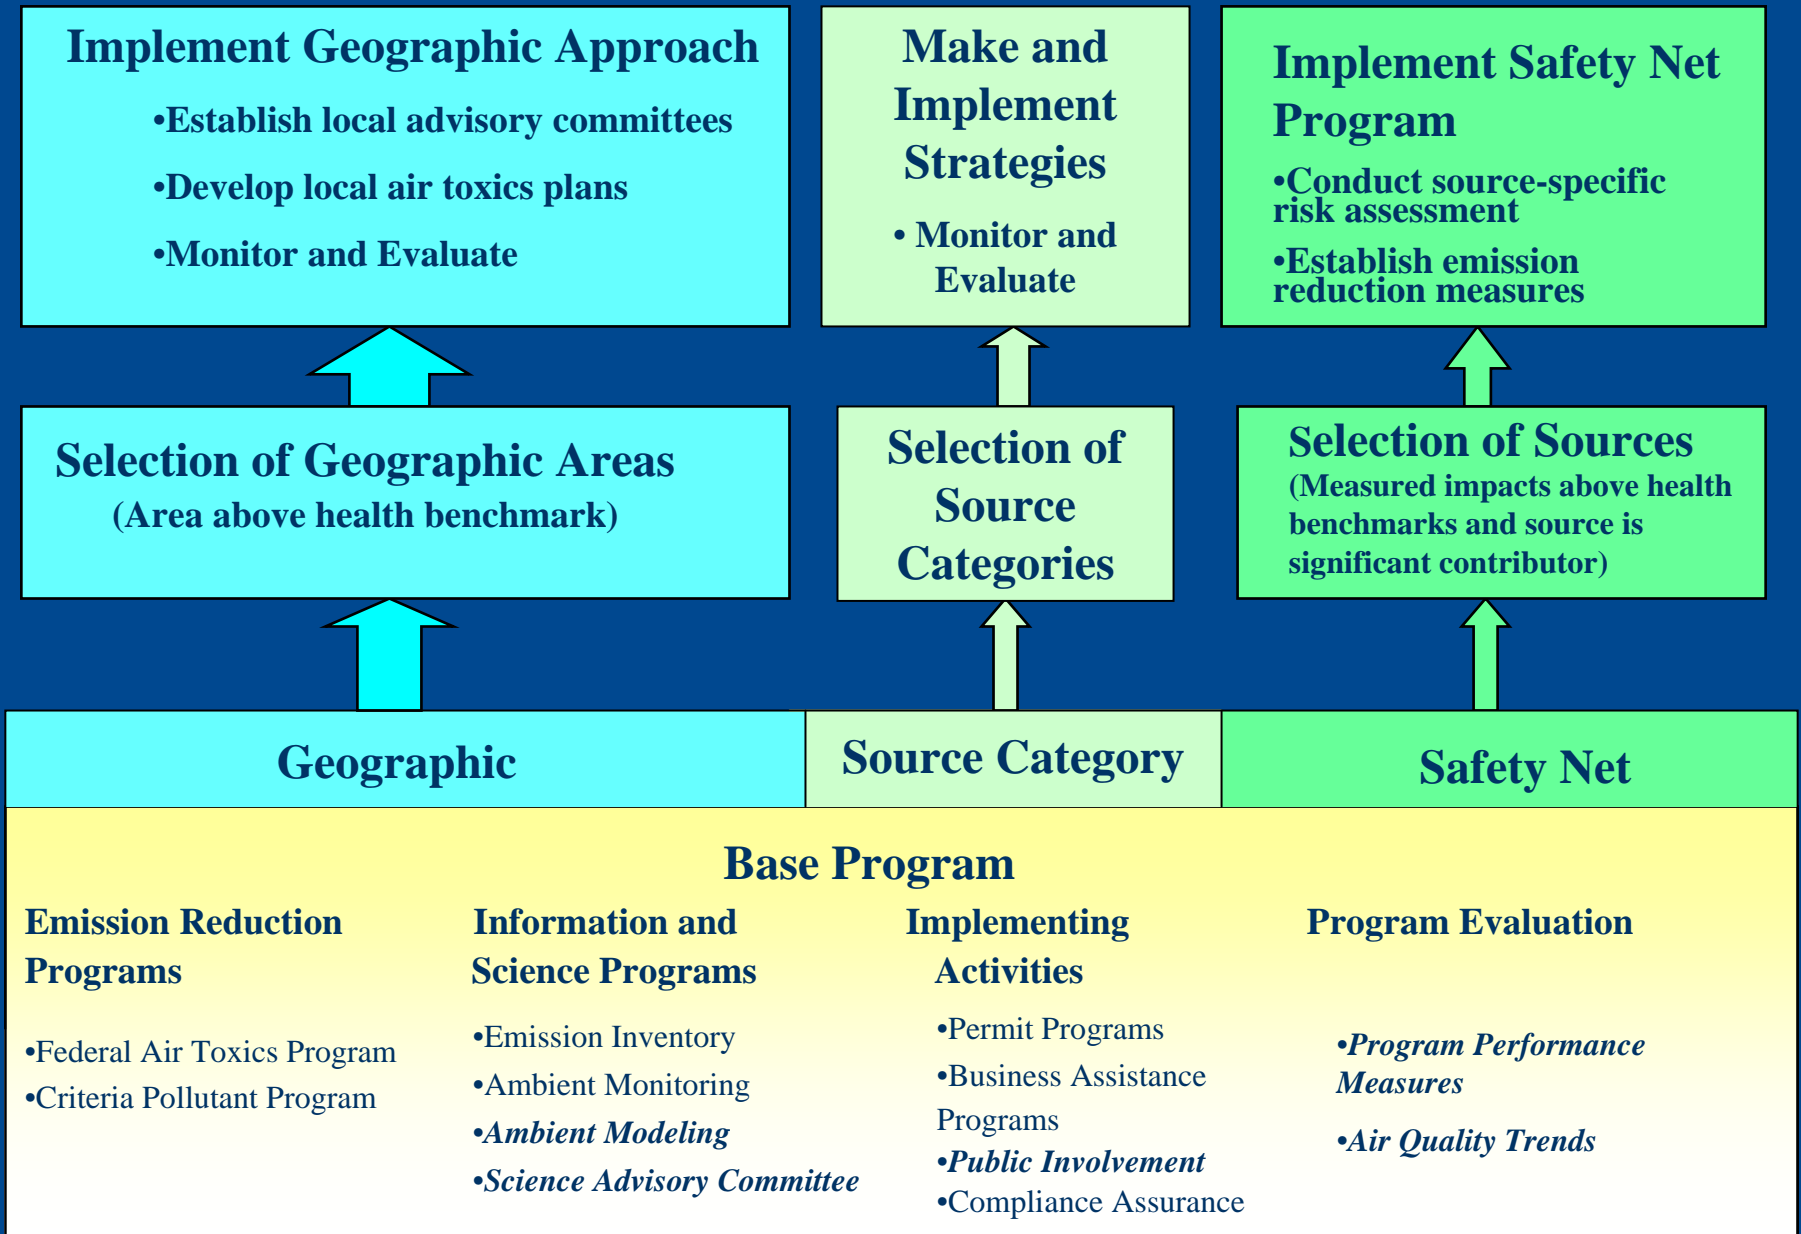 Implement Geographic Approach
•Establish local advisory committees
•Develop local air toxics plans
•Monitor and Evaluate
Make and
Implement
Strategies
• Monitor and
Evaluate
Implement Safety Net
Program
•Conduct source-specific
risk assessment
•Establish emission
reduction measures
Selection of Geographic Areas
(Area above health benchmark)
Selection of
Source
Categories
Selection of Sources
(Measured impacts above health
benchmarks and source is
significant contributor)
Geographic
Source Category
Safety Net
Base Program
Emission Reduction
Programs
•Federal Air Toxics Program
•Criteria Pollutant Program
Information and
Science Programs
•Emission Inventory
•Ambient Monitoring
•Ambient Modeling
•Science Advisory Committee
Implementing
Activities
•Permit Programs
•Business Assistance
Programs
•Public Involvement
•Compliance Assurance
Program Evaluation
•Program Performance
Measures
•Air Quality Trends